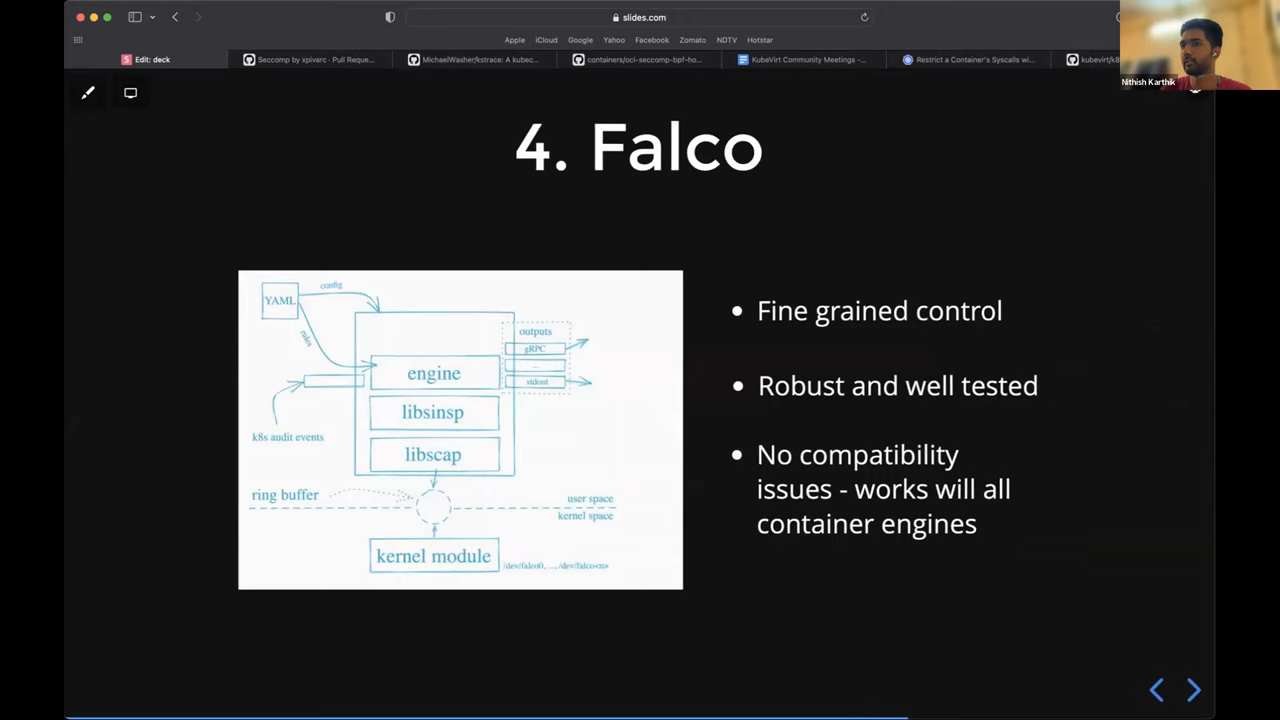 slides.com
Apple iCloud Google Yahoo Facebook Zomato NDTV Hotstar
Edit: deck
Seccomp by xpivarc · Pull Reque...
MichaelWasher/kstrace: A kubec...
containers/oci-seccomp-bpf-ho...
KubeVirt Community Meetings -...
Restrict a Container's Syscalls wi...
kubevirt/k8
Nithish Karthik
4. Falco
YAML
config
rules
outputs
gRPC
...
stdout
engine
libsinsp
libscap
k8s audit events
ring buffer
user space
kernel space
kernel module
/dev/falco0, ..., /dev/falco<n>
• Fine grained control
• Robust and well tested
• No compatibility
issues - works will all
container engines